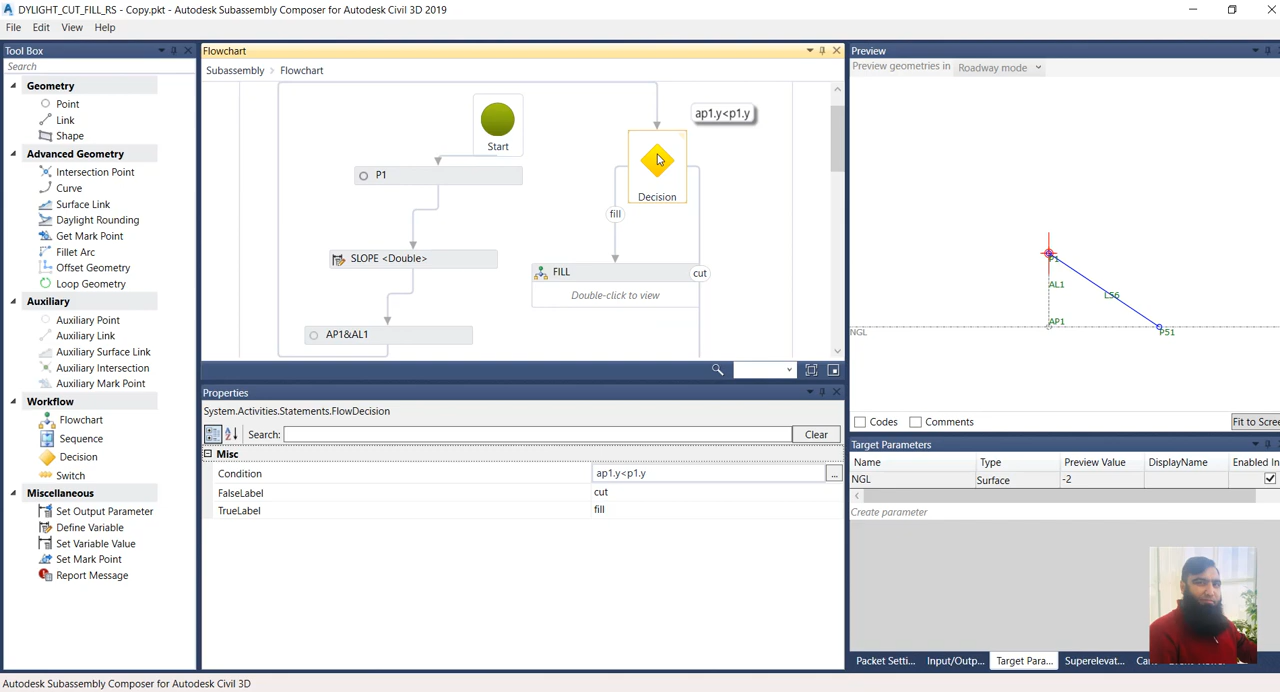 DYLIGHT_CUT_FILL_RS - Copy.pkt - Autodesk Subassembly Composer for Autodesk Civil 3D 2019
File Edit View Help
Tool Box
Search
Geometry
Point
Link
Shape
Advanced Geometry
Intersection Point
Curve
Surface Link
Daylight Rounding
Get Mark Point
Fillet Arc
Offset Geometry
Loop Geometry
Auxiliary
Auxiliary Point
Auxiliary Link
Auxiliary Surface Link
Auxiliary Intersection
Auxiliary Mark Point
Workflow
Flowchart
Sequence
Decision
Switch
Miscellaneous
Set Output Parameter
Define Variable
Set Variable Value
Set Mark Point
Report Message
Flowchart
Subassembly > Flowchart
Start
ap1.y<p1.y
P1
Decision
fill
SLOPE <Double>
FILL
cut
Double-click to view
AP1&AL1
Properties
System.Activities.Statements.FlowDecision
Search:
Clear
Misc
Condition ap1.y<p1.y ...
FalseLabel cut
TrueLabel fill
Preview
Preview geometries in Roadway mode
P1
AL1
L56
AP1
NGL
P51
Codes Comments Fit to Scree
Target Parameters
Name Type Preview Value DisplayName Enabled In
NGL Surface -2
Create parameter
Packet Setti... Input/Outp... Target Para... Superelevat...
Autodesk Subassembly Composer for Autodesk Civil 3D